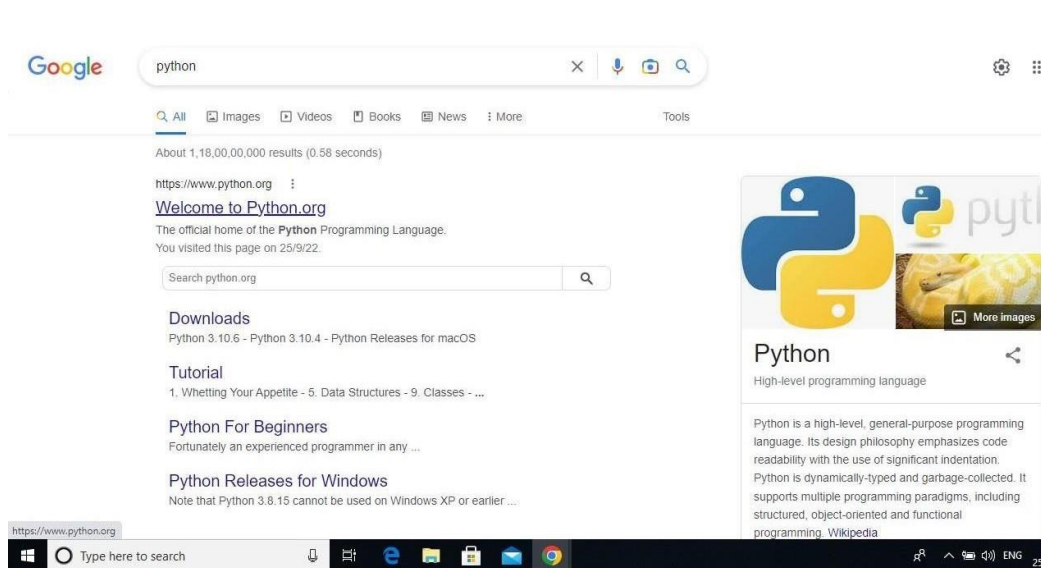 Google
python
All Images Videos Books News More Tools
About 1,18,00,00,000 results (0.58 seconds)
https://www.python.org
Welcome to Python.org
The official home of the Python Programming Language.
You visited this page on 25/9/22.
Search python.org
Downloads
Python 3.10.6 - Python 3.10.4 - Python Releases for macOS
Tutorial
1. Whetting Your Appetite - 5. Data Structures - 9. Classes - ...
Python For Beginners
Fortunately an experienced programmer in any ...
Python Releases for Windows
Note that Python 3.8.15 cannot be used on Windows XP or earlier ...
pyt
More images
Python
High-level programming language
Python is a high-level, general-purpose programming
language. Its design philosophy emphasizes code
readability with the use of significant indentation.
Python is dynamically-typed and garbage-collected. It
supports multiple programming paradigms, including
structured, object-oriented and functional
programming. Wikipedia
https://www.python.org
Type here to search
ENG
25